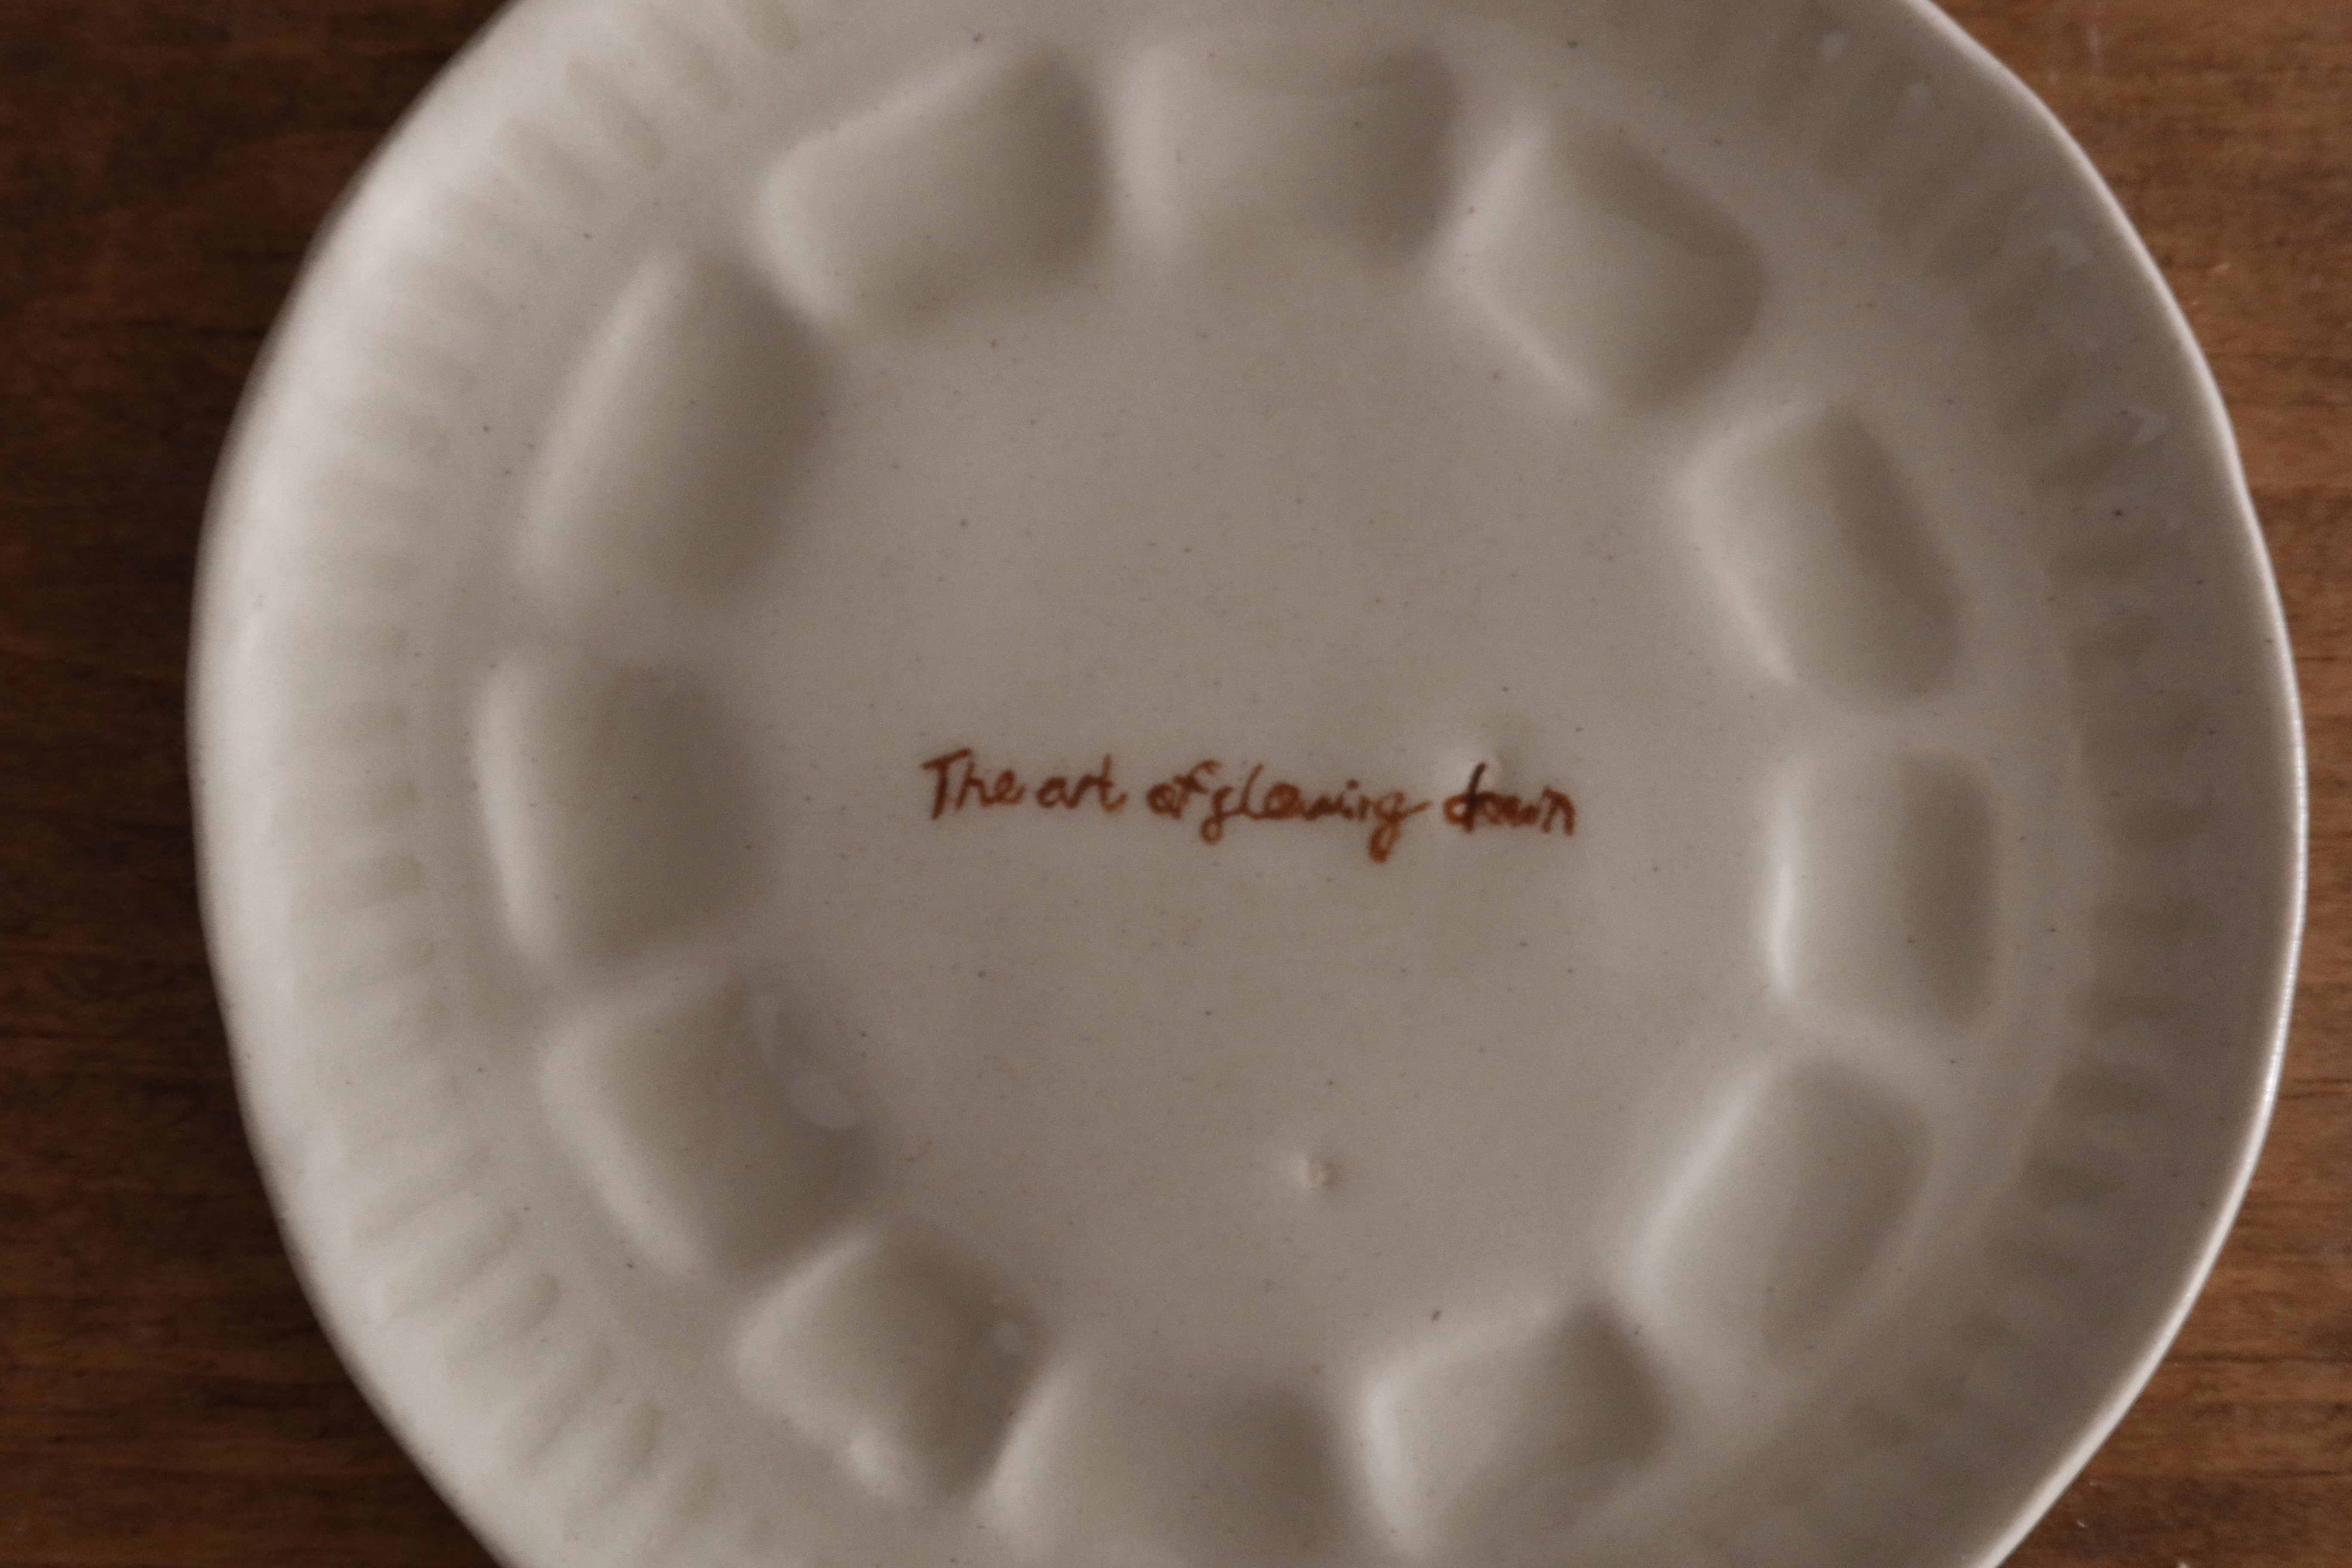 The art of slowing down